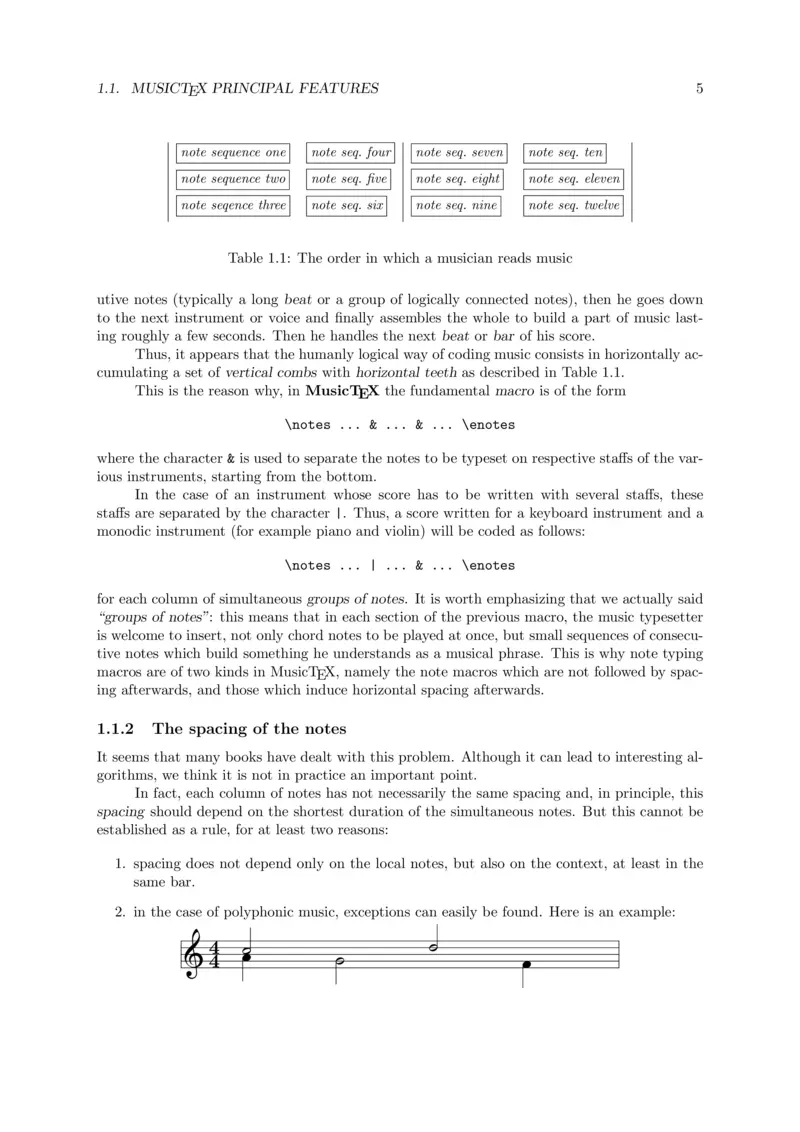 1.1. MUSICTEX PRINCIPAL FEATURES 5
note sequence one note seq. four note seq. seven note seq. ten
note sequence two note seq. five note seq. eight note seq. eleven
note seqence three note seq. six note seq. nine note seq. twelve
Table 1.1: The order in which a musician reads music
utive notes (typically a long beat or a group of logically connected notes), then he goes down
to the next instrument or voice and finally assembles the whole to build a part of music last-
ing roughly a few seconds. Then he handles the next beat or bar of his score.
Thus, it appears that the humanly logical way of coding music consists in horizontally ac-
cumulating a set of vertical combs with horizontal teeth as described in Table 1.1.
This is the reason why, in MusicTEX the fundamental macro is of the form
\notes ... & ... & ... \enotes
where the character & is used to separate the notes to be typeset on respective staffs of the var-
ious instruments, starting from the bottom.
In the case of an instrument whose score has to be written with several staffs, these
staffs are separated by the character |. Thus, a score written for a keyboard instrument and a
monodic instrument (for example piano and violin) will be coded as follows:
\notes ... | ... & ... \enotes
for each column of simultaneous groups of notes. It is worth emphasizing that we actually said
“groups of notes”: this means that in each section of the previous macro, the music typesetter
is welcome to insert, not only chord notes to be played at once, but small sequences of consecu-
tive notes which build something he understands as a musical phrase. This is why note typing
macros are of two kinds in MusicTEX, namely the note macros which are not followed by spac-
ing afterwards, and those which induce horizontal spacing afterwards.
1.1.2 The spacing of the notes
It seems that many books have dealt with this problem. Although it can lead to interesting al-
gorithms, we think it is not in practice an important point.
In fact, each column of notes has not necessarily the same spacing and, in principle, this
spacing should depend on the shortest duration of the simultaneous notes. But this cannot be
established as a rule, for at least two reasons:
1. spacing does not depend only on the local notes, but also on the context, at least in the
same bar.
2. in the case of polyphonic music, exceptions can easily be found. Here is an example:
4
4